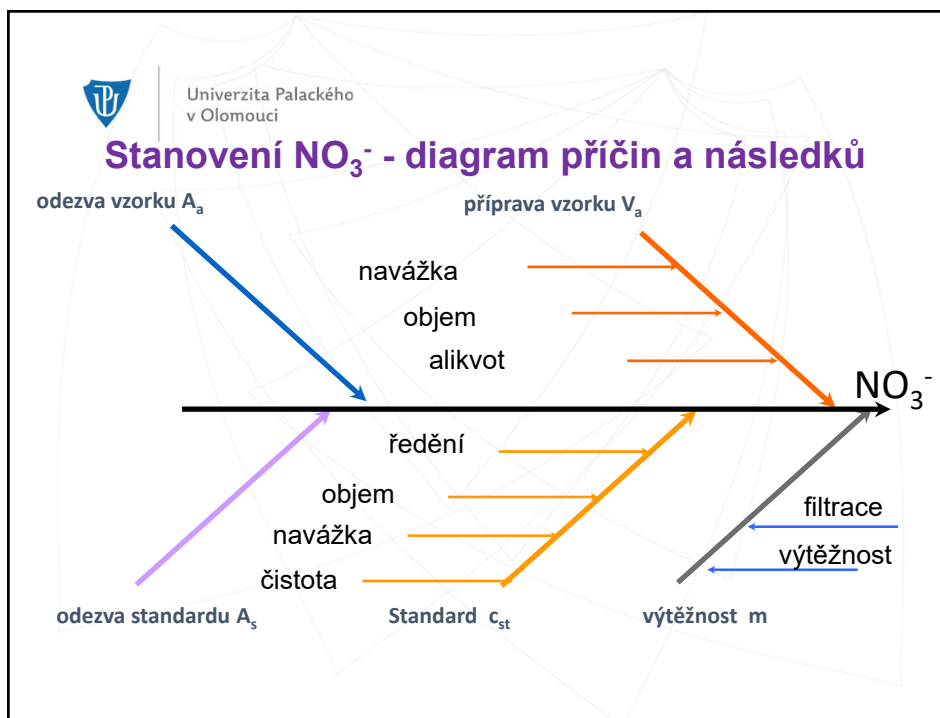 Univerzita Palackého
v Olomouci
Stanovení NO₃⁻ - diagram příčin a následků
odezva vzorku Aₐ
příprava vzorku Vₐ
navážka
objem
alikvot
NO₃⁻
ředění
objem
navážka
čistota
filtrace
výtěžnost
odezva standardu Aₛ
Standard cₛₜ
výtěžnost m